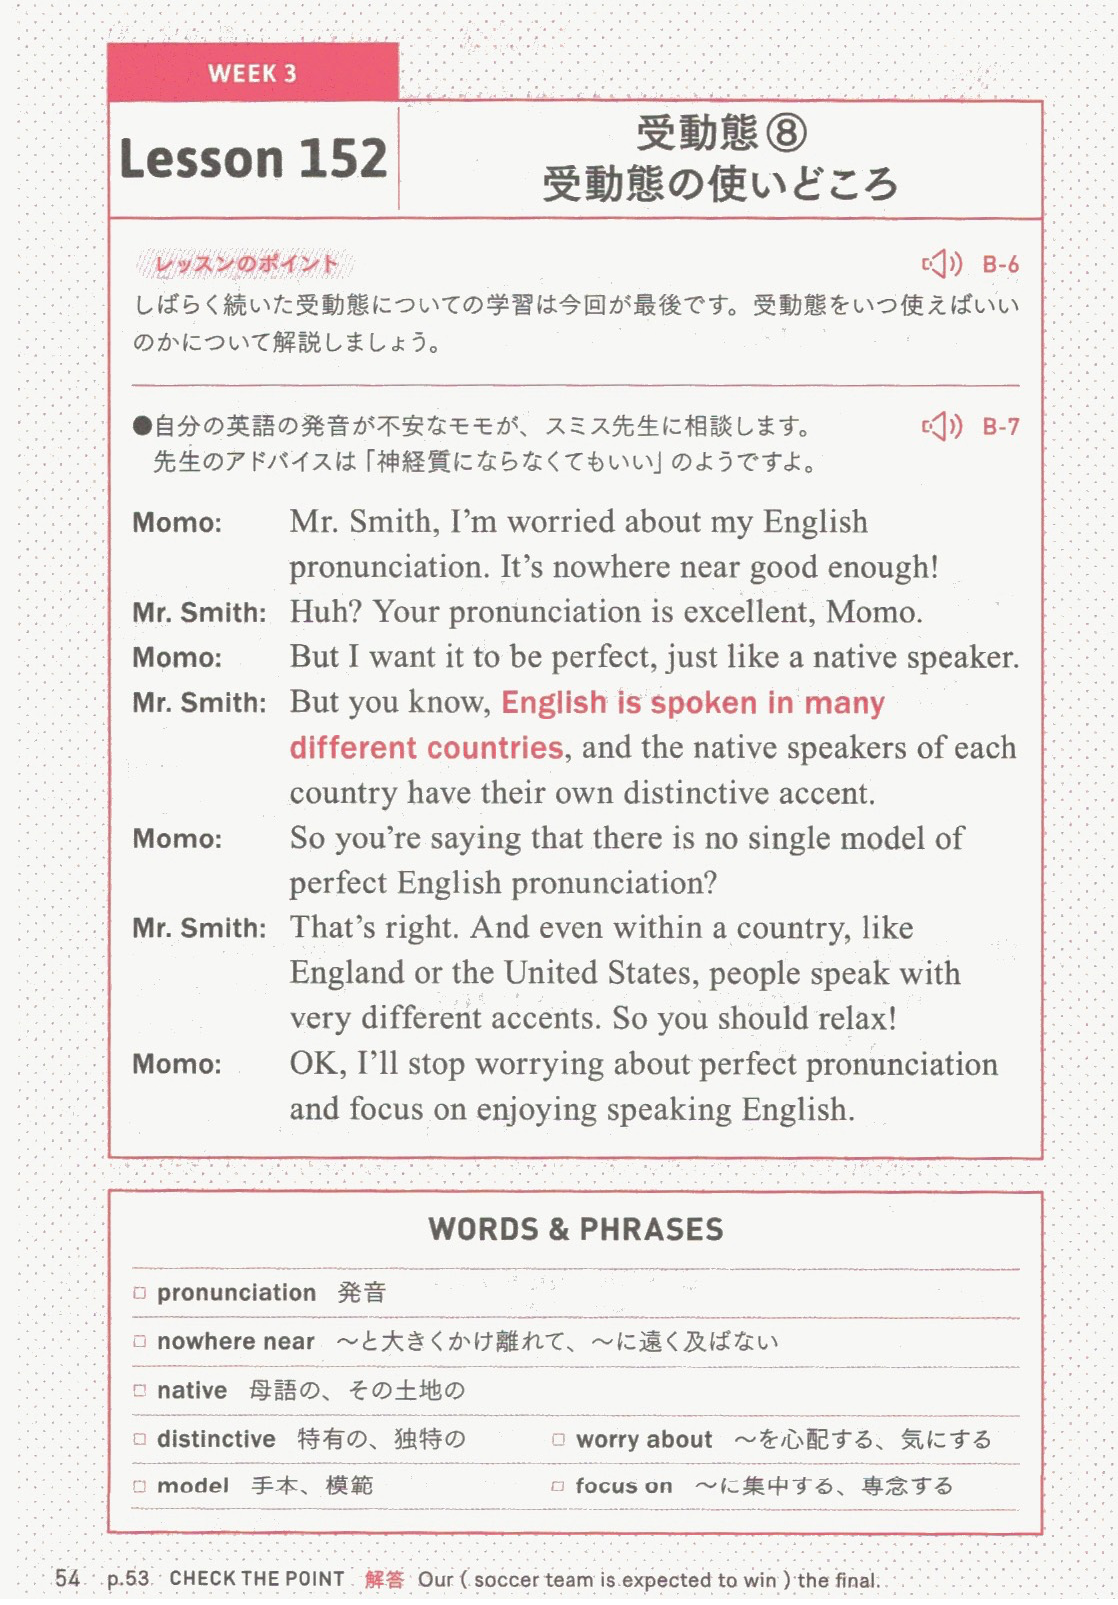 WEEK 3
Lesson 152
受動態⑧
受動態の使いどころ
レッスンのポイント B-6
しばらく続いた受動態についての学習は今回が最後です。受動態をいつ使えばいい
のかについて解説しましょう。
●自分の英語の発音が不安なモモが、スミス先生に相談します。 B-7
先生のアドバイスは「神経質にならなくてもいい」のようですよ。
Momo: Mr. Smith, I'm worried about my English
pronunciation. It's nowhere near good enough!
Mr. Smith: Huh? Your pronunciation is excellent, Momo.
Momo: But I want it to be perfect, just like a native speaker.
Mr. Smith: But you know, English is spoken in many
different countries, and the native speakers of each
country have their own distinctive accent.
Momo: So you're saying that there is no single model of
perfect English pronunciation?
Mr. Smith: That's right. And even within a country, like
England or the United States, people speak with
very different accents. So you should relax!
Momo: OK, I'll stop worrying about perfect pronunciation
and focus on enjoying speaking English.
WORDS & PHRASES
□ pronunciation 発音
□ nowhere near 〜と大きくかけ離れて、〜に遠く及ばない
□ native 母語の、その土地の
□ distinctive 特有の、独特の □ worry about 〜を心配する、気にする
□ model 手本、模範 □ focus on 〜に集中する、専念する
54 p.53 CHECK THE POINT 解答 Our ( soccer team is expected to win ) the final.